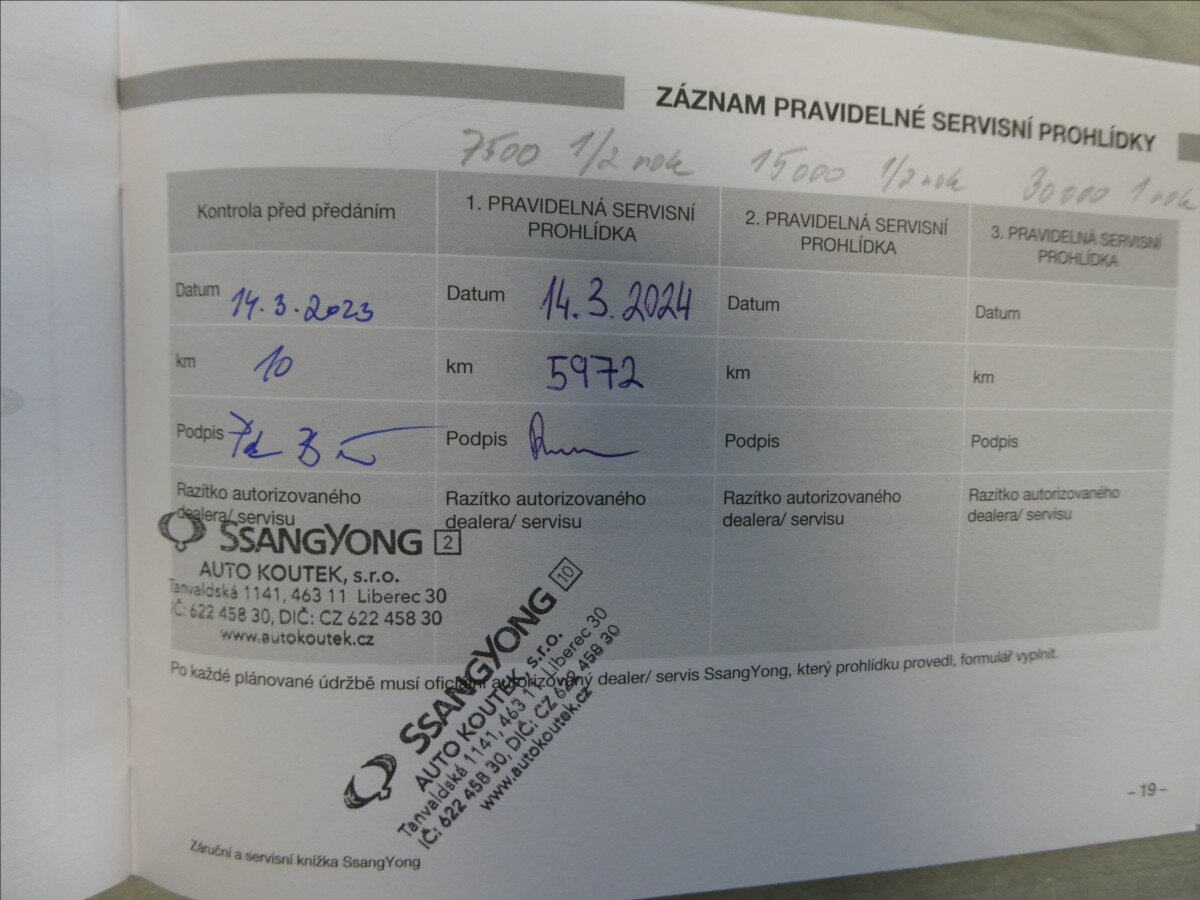 ZÁZNAM PRAVIDELNÉ SERVISNÍ PROHLÍDKY
7500 1/2 rok
15000 1/2 rok
30000 1 rok
Kontrola před předáním
Datum 14.3.2023
km 10
Podpis
Razítko autorizovaného
dealera/ servisu
SSANGYONG 2
AUTO KOUTEK, s.r.o.
Tanvaldská 1141, 463 11 Liberec 30
IČ: 622 458 30, DIČ: CZ 622 458 30
www.autokoutek.cz
1. PRAVIDELNÁ SERVISNÍ
PROHLÍDKA
Datum 14.3.2024
km 5972
Podpis
Razítko autorizovaného
dealera/ servisu
SSANGYONG 10
AUTO KOUTEK, s.r.o.
Tanvaldská 1141, 463 11 Liberec 30
IČ: 622 458 30, DIČ: CZ 622 458 30
www.autokoutek.cz
2. PRAVIDELNÁ SERVISNÍ
PROHLÍDKA
Datum
km
Podpis
Razítko autorizovaného
dealera/ servisu
3. PRAVIDELNÁ SERVISNÍ
PROHLÍDKA
Datum
km
Podpis
Razítko autorizovaného
dealera/ servisu
Po každé plánované údržbě musí oficiální autorizovaný dealer/ servis SsangYong, který prohlídku provedl, formulář vyplnit.
Záruční a servisní knížka SsangYong
– 19 –